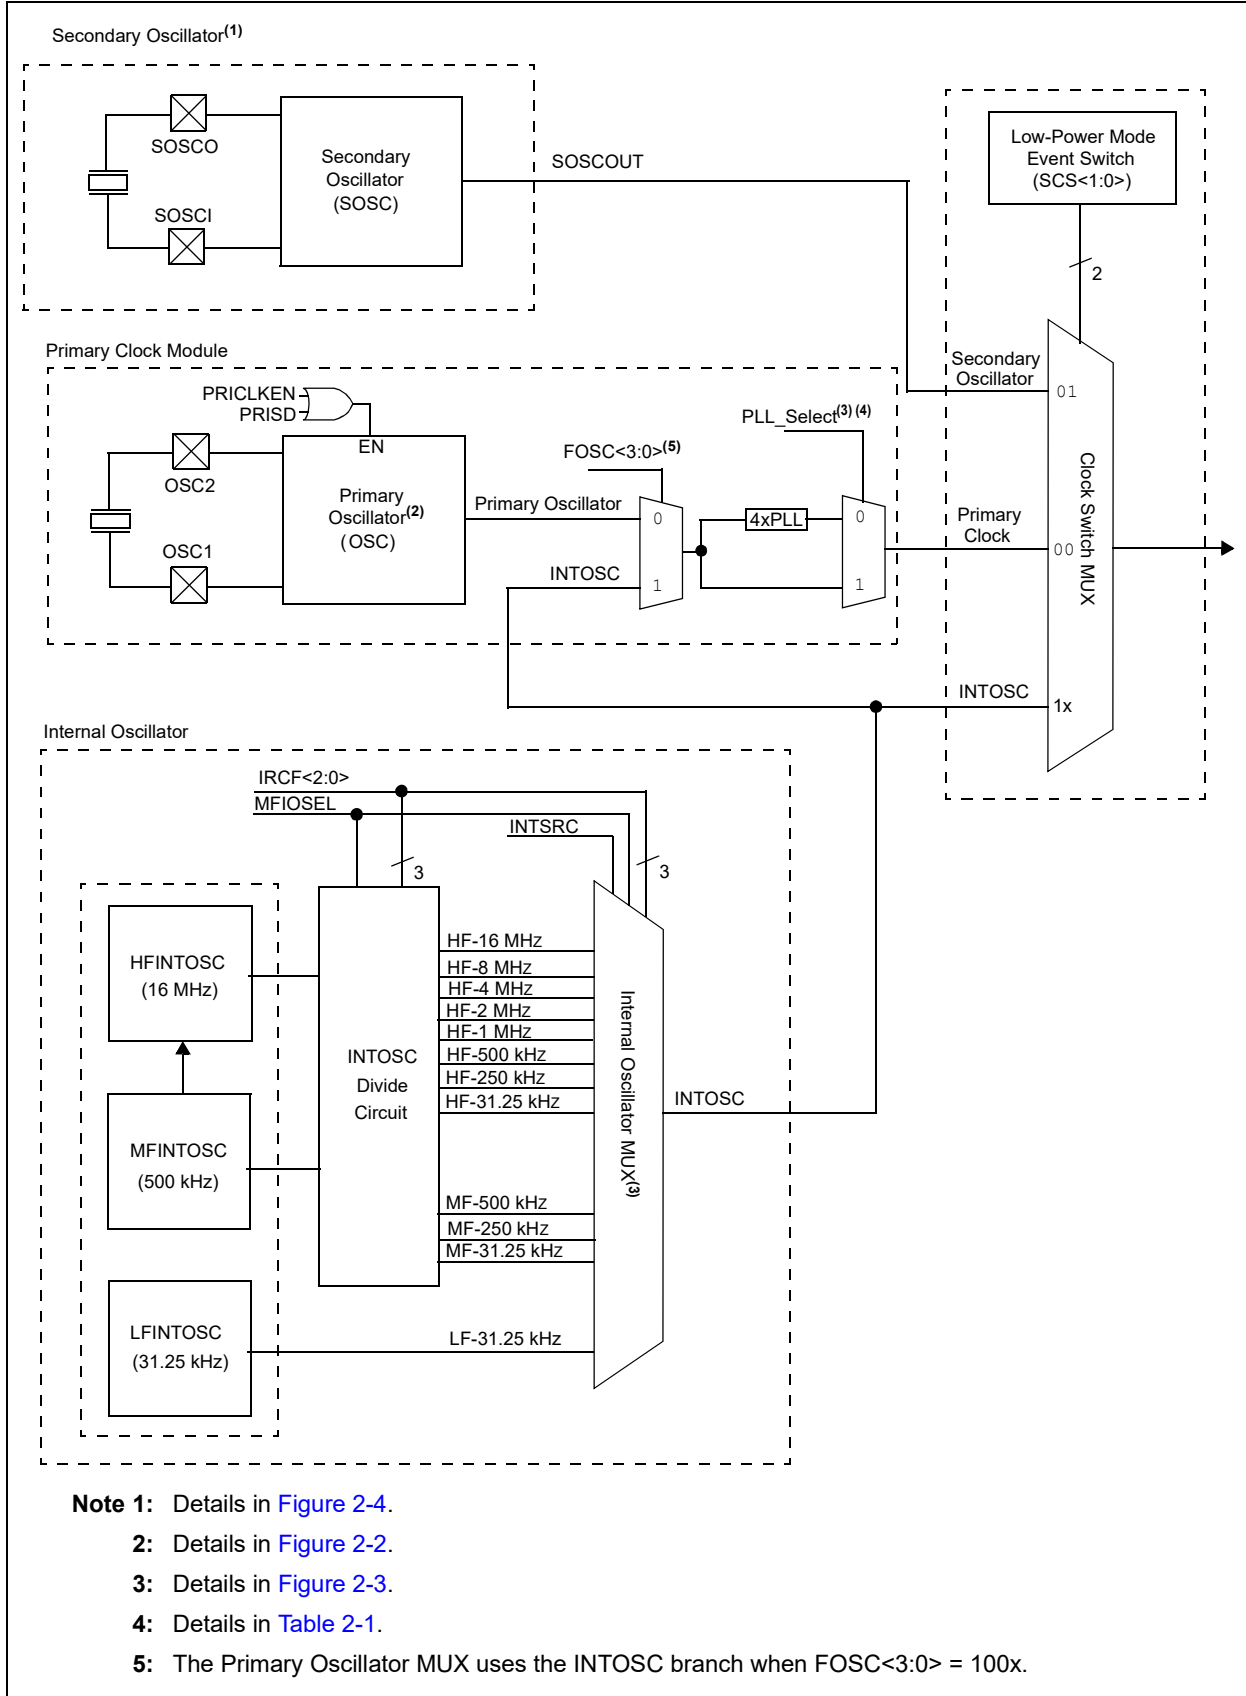 Secondary Oscillator(1)
SOSCO
SOSCI
Secondary
Oscillator
(SOSC)
SOSCOUT
Low-Power Mode
Event Switch
(SCS<1:0>)
2
Secondary
Oscillator
01
Primary
Clock
00
INTOSC
1x
Clock Switch MUX
Primary Clock Module
PRICLKEN
PRISD
EN
OSC2
OSC1
Primary
Oscillator(2)
(OSC)
Primary Oscillator
INTOSC
FOSC<3:0>(5)
0
1
PLL_Select(3) (4)
4xPLL
0
1
Internal Oscillator
IRCF<2:0>
MFIOSEL
INTSRC
3
3
HFINTOSC
(16 MHz)
MFINTOSC
(500 kHz)
LFINTOSC
(31.25 kHz)
INTOSC
Divide
Circuit
HF-16 MHz
HF-8 MHz
HF-4 MHz
HF-2 MHz
HF-1 MHz
HF-500 kHz
HF-250 kHz
HF-31.25 kHz
MF-500 kHz
MF-250 kHz
MF-31.25 kHz
LF-31.25 kHz
Internal Oscillator MUX(3)
INTOSC
Note 1: Details in Figure 2-4.
2: Details in Figure 2-2.
3: Details in Figure 2-3.
4: Details in Table 2-1.
5: The Primary Oscillator MUX uses the INTOSC branch when FOSC<3:0> = 100x.